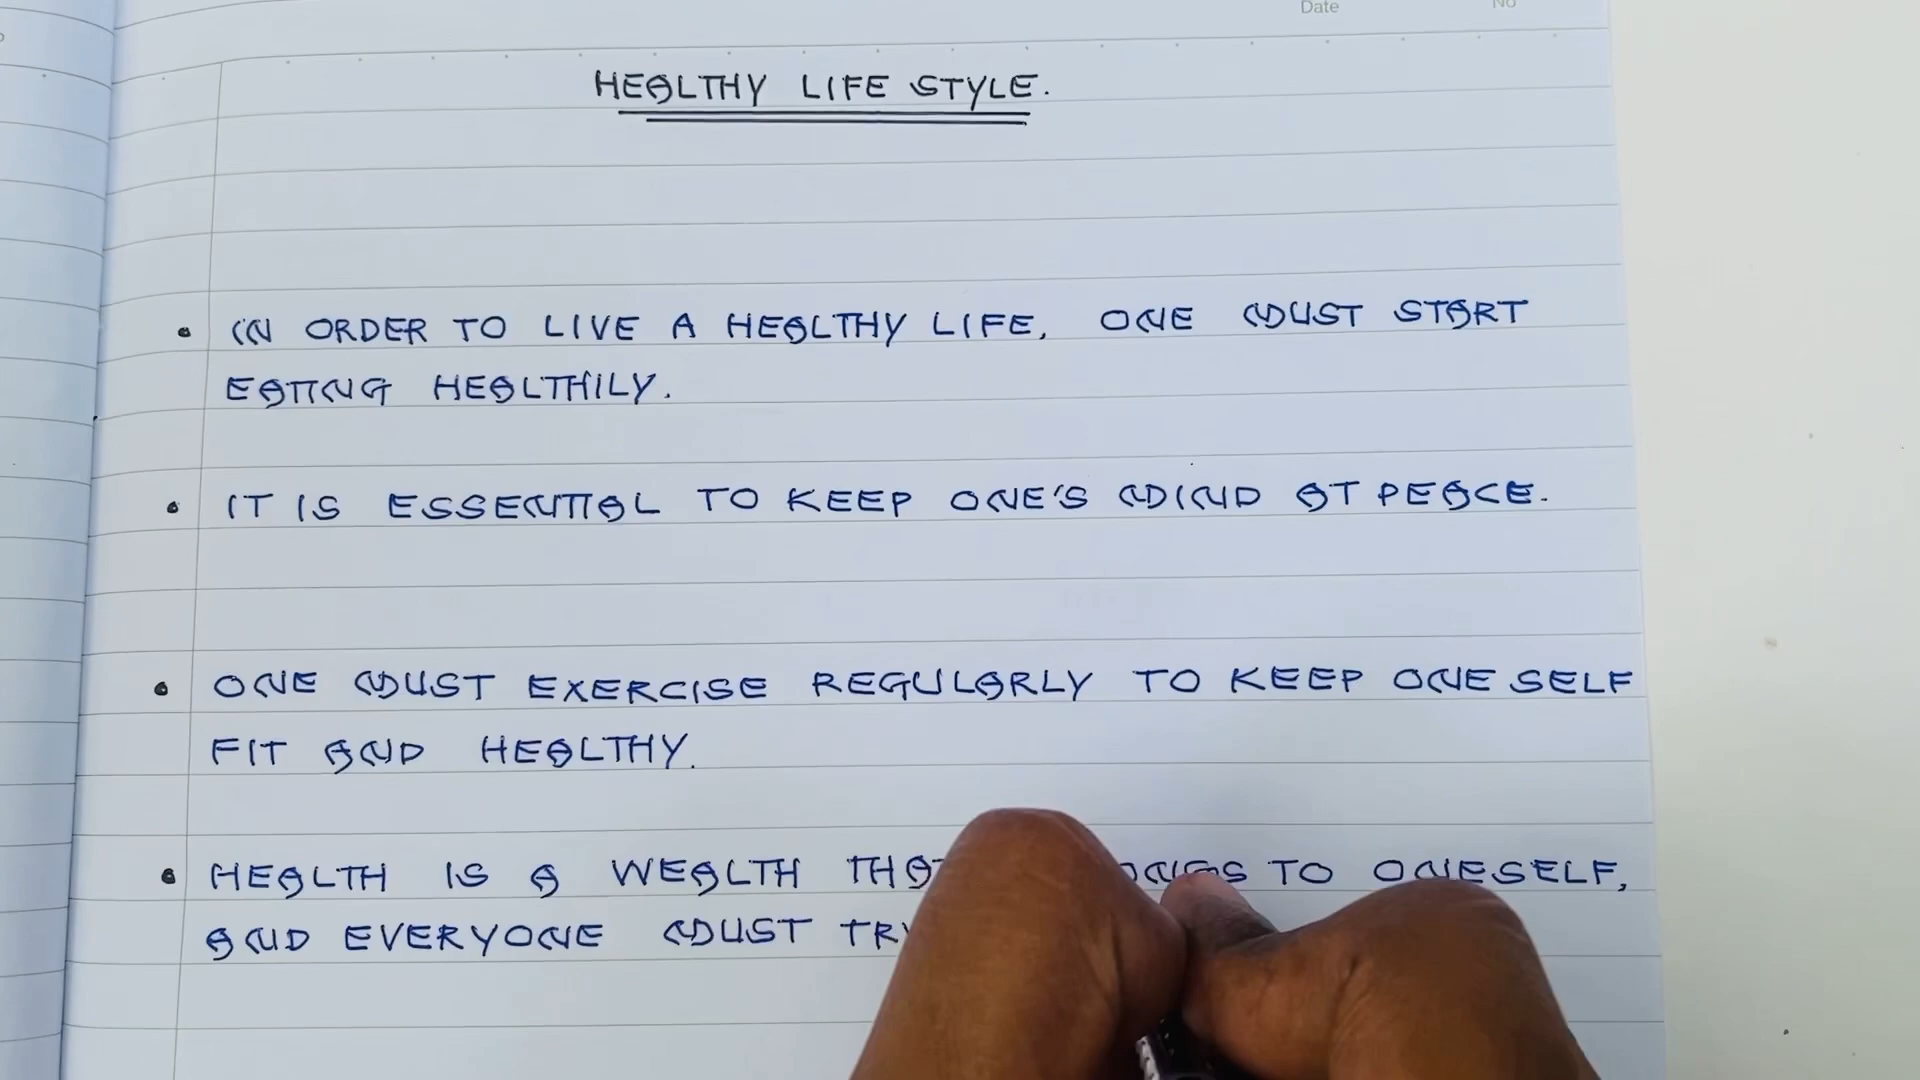 Date No
HEALTHY LIFE STYLE.
• IN ORDER TO LIVE A HEALTHY LIFE, ONE MUST START
EATING HEALTHILY.
• IT IS ESSENTIAL TO KEEP ONE'S MIND AT PEACE.
• ONE MUST EXERCISE REGULARLY TO KEEP ONE SELF
FIT AND HEALTHY.
• HEALTH IS A WEALTH TO ONESELF,
AND EVERYONE MUST